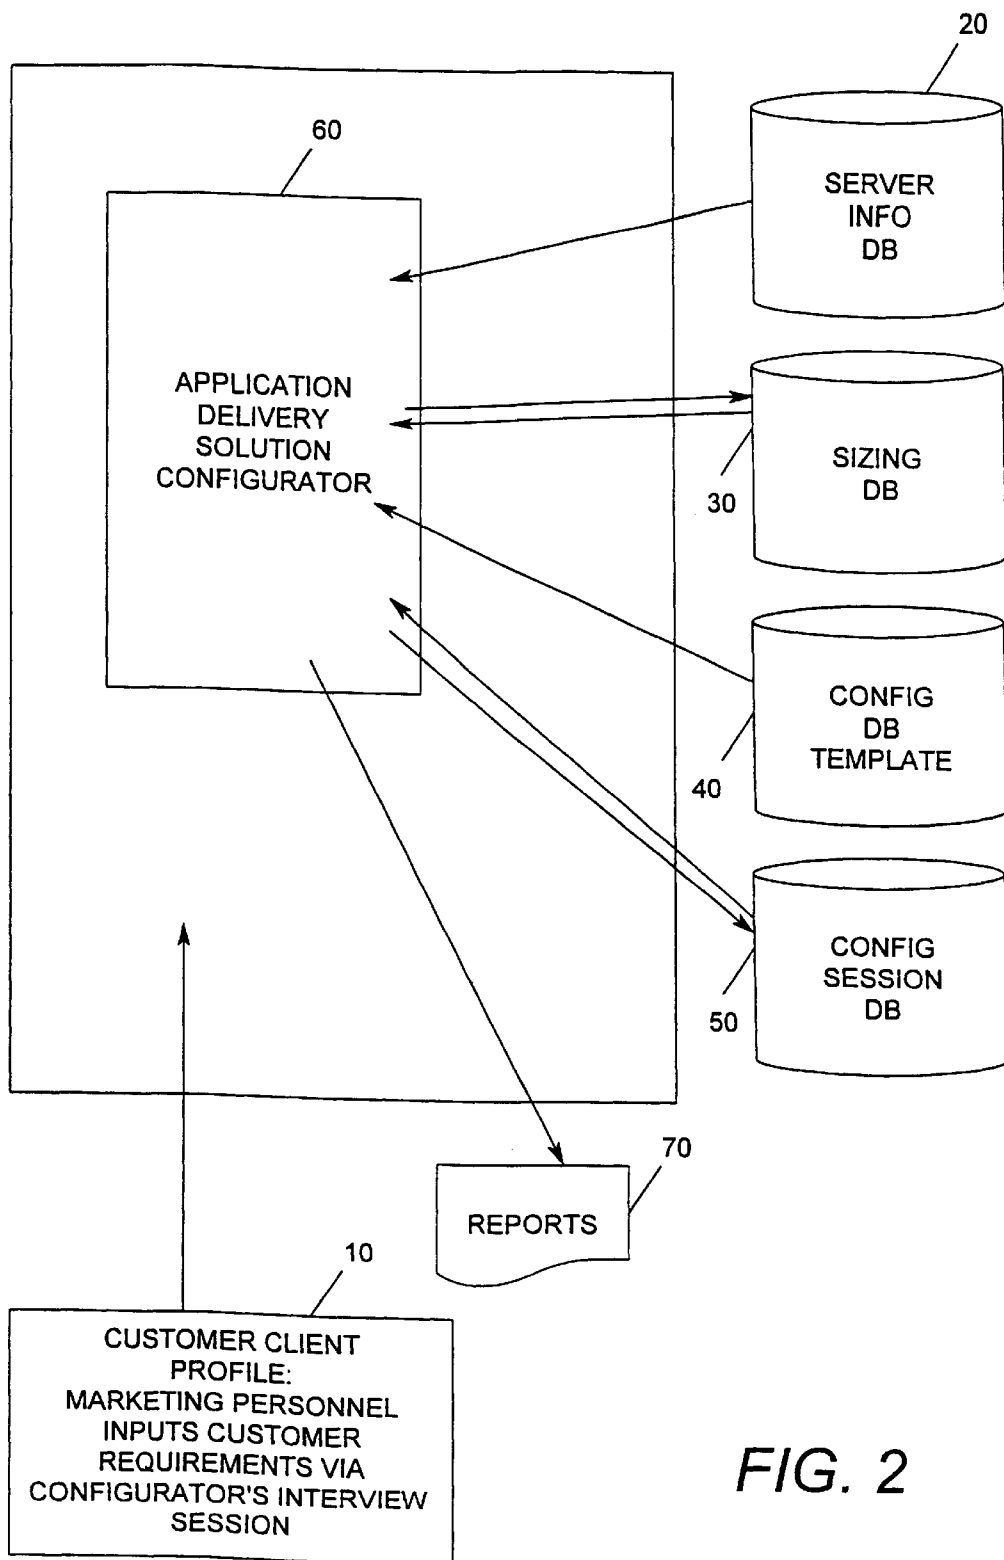 20
60
SERVER
INFO
DB
APPLICATION
DELIVERY
SOLUTION
CONFIGURATOR
30
SIZING
DB
40
CONFIG
DB
TEMPLATE
50
CONFIG
SESSION
DB
70
REPORTS
10
CUSTOMER CLIENT
PROFILE:
MARKETING PERSONNEL
INPUTS CUSTOMER
REQUIREMENTS VIA
CONFIGURATOR'S INTERVIEW
SESSION
FIG. 2